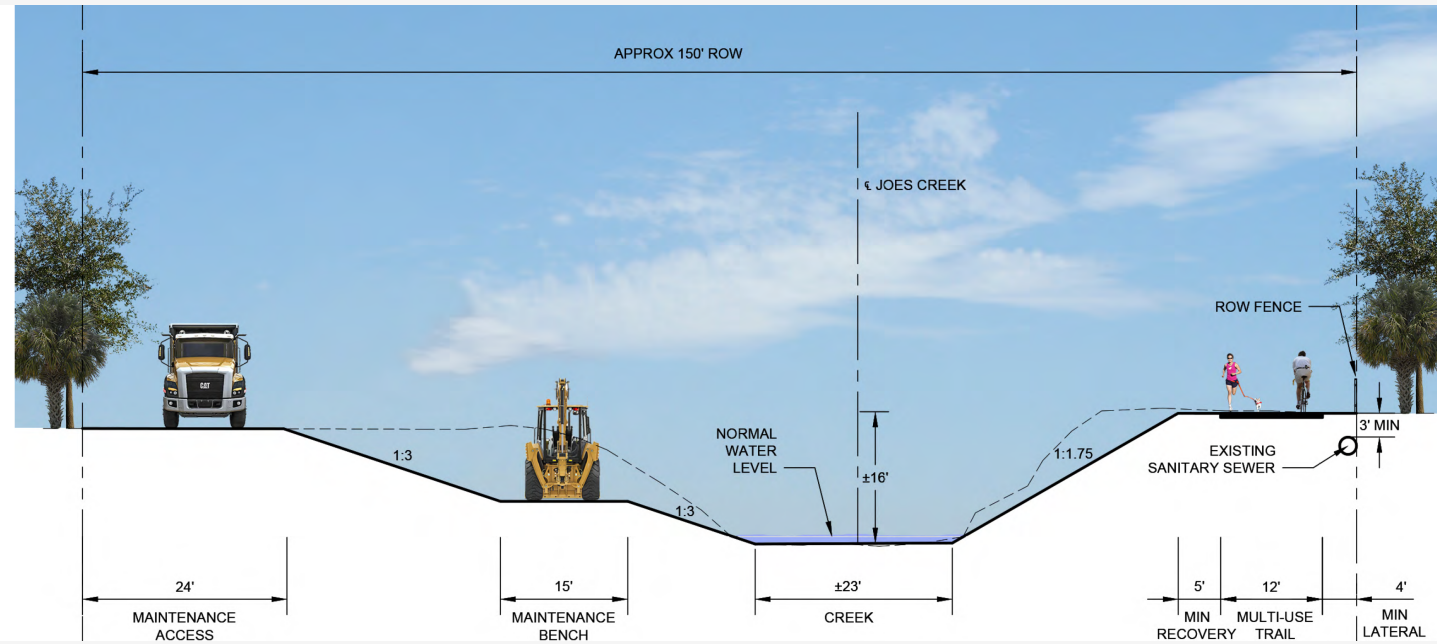 APPROX 150' ROW
℄ JOES CREEK
ROW FENCE
CAT
NORMAL
WATER
LEVEL
1:3
1:3
±16'
1:1.75
EXISTING
SANITARY SEWER
3' MIN
24'
MAINTENANCE
ACCESS
15'
MAINTENANCE
BENCH
±23'
CREEK
5'
MIN
RECOVERY
12'
MULTI-USE
TRAIL
4'
MIN
LATERAL